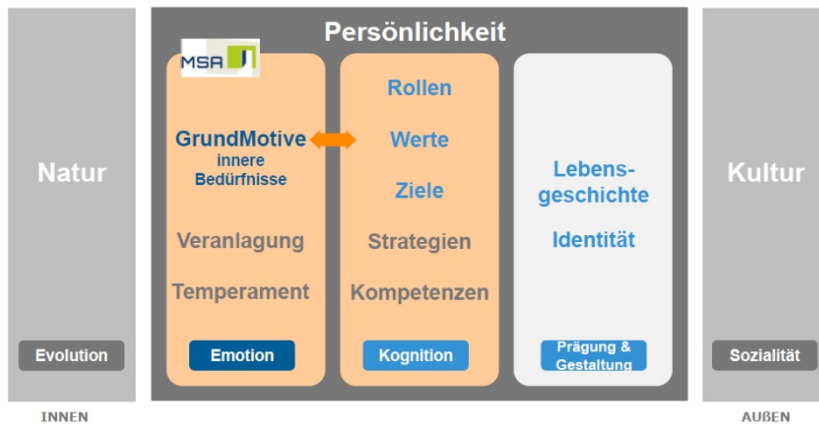 Persönlichkeit
Natur
Evolution
MSA
GrundMotive
innere
Bedürfnisse
Veranlagung
Temperament
Emotion
Rollen
Werte
Ziele
Strategien
Kompetenzen
Kognition
Lebens-
geschichte
Identität
Prägung &
Gestaltung
Kultur
Sozialität
INNEN
AUßEN